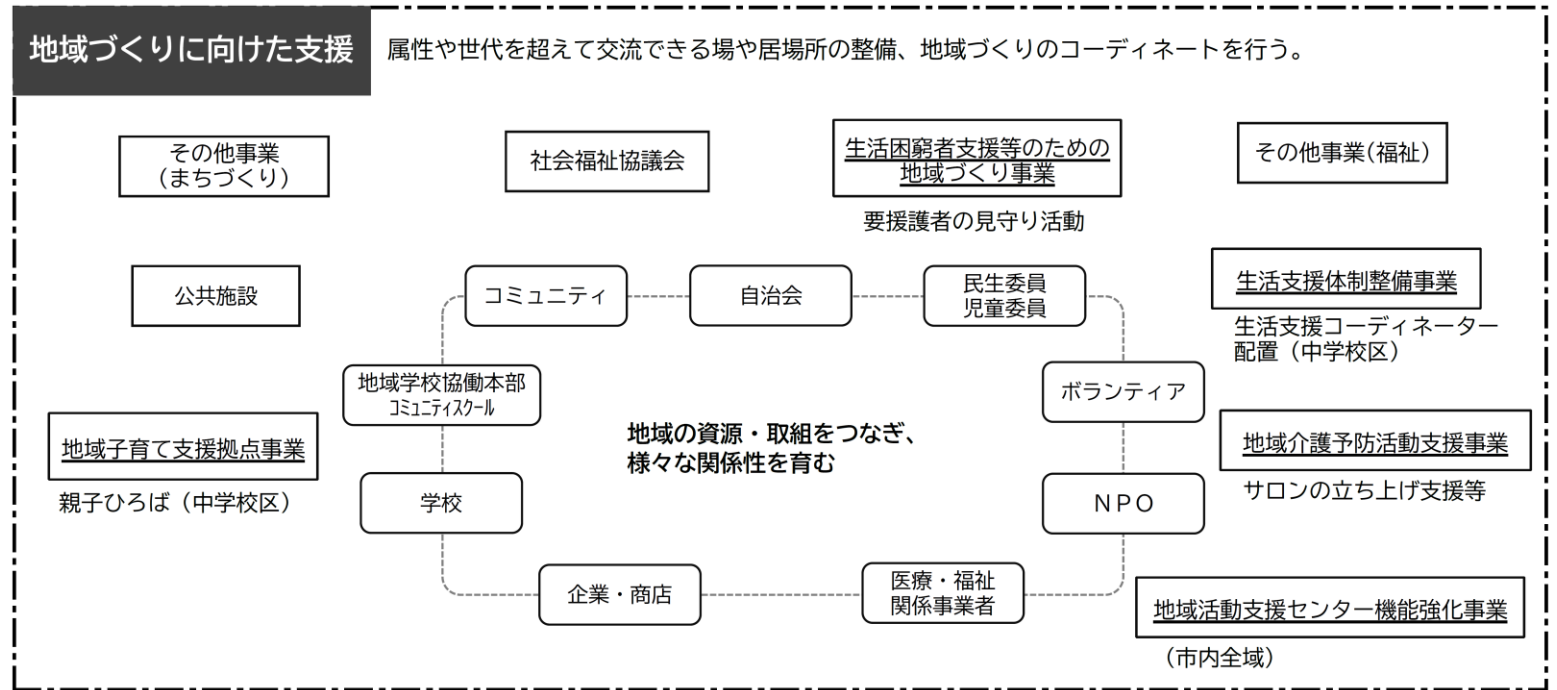 地域づくりに向けた支援
属性や世代を超えて交流できる場や居場所の整備、地域づくりのコーディネートを行う。
その他事業
（まちづくり）
社会福祉協議会
生活困窮者支援等のための
地域づくり事業
要援護者の見守り活動
その他事業(福祉)
公共施設
コミュニティ
自治会
民生委員
児童委員
生活支援体制整備事業
生活支援コーディネーター
配置（中学校区）
地域学校協働本部
ｺﾐｭﾆﾃｨｽｸｰﾙ
ボランティア
地域子育て支援拠点事業
親子ひろば（中学校区）
地域の資源・取組をつなぎ、
様々な関係性を育む
地域介護予防活動支援事業
サロンの立ち上げ支援等
学校
ＮＰＯ
企業・商店
医療・福祉
関係事業者
地域活動支援センター機能強化事業
（市内全域）